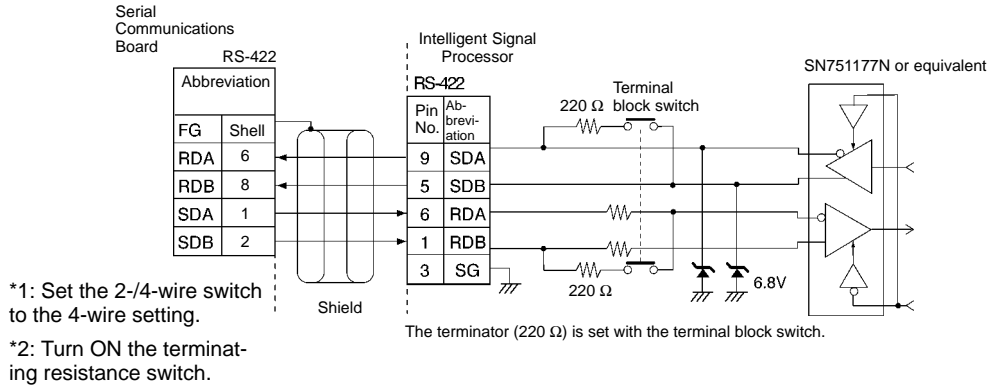 Serial
Communications
Board
RS-422
Abbreviation
FG Shell
RDA 6
RDB 8
SDA 1
SDB 2
Shield
Intelligent Signal
Processor
RS-422
Pin No. Ab-
brevi-
ation
9 SDA
5 SDB
6 RDA
1 RDB
3 SG
Terminal
block switch
220 Ω
220 Ω
6.8V
SN751177N or equivalent
The terminator (220 Ω) is set with the terminal block switch.
*1: Set the 2-/4-wire switch
to the 4-wire setting.
*2: Turn ON the terminat-
ing resistance switch.